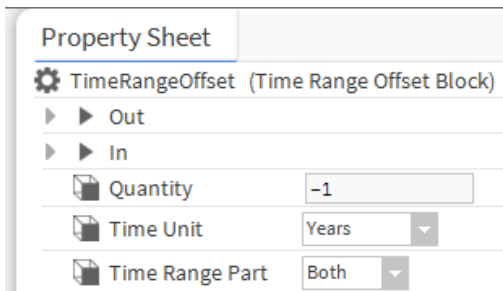 Property Sheet
TimeRangeOffset (Time Range Offset Block)
Out
In
Quantity −1
Time Unit Years
Time Range Part Both